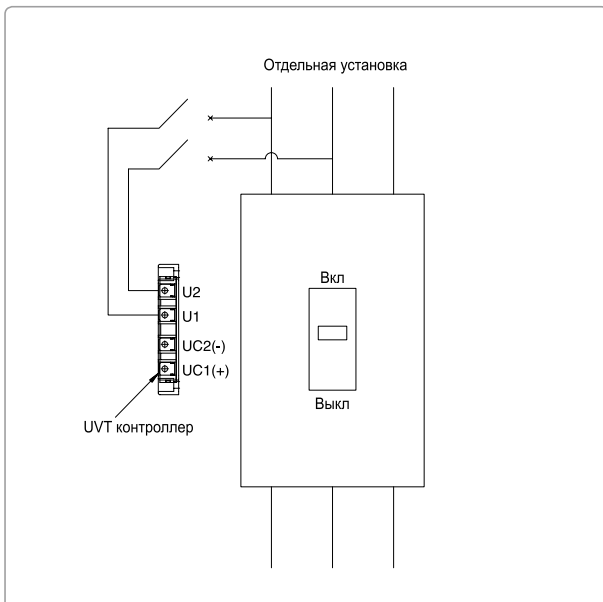 Отдельная установка
U2
U1
UC2(-)
UC1(+)
UVT контроллер
Вкл
Выкл